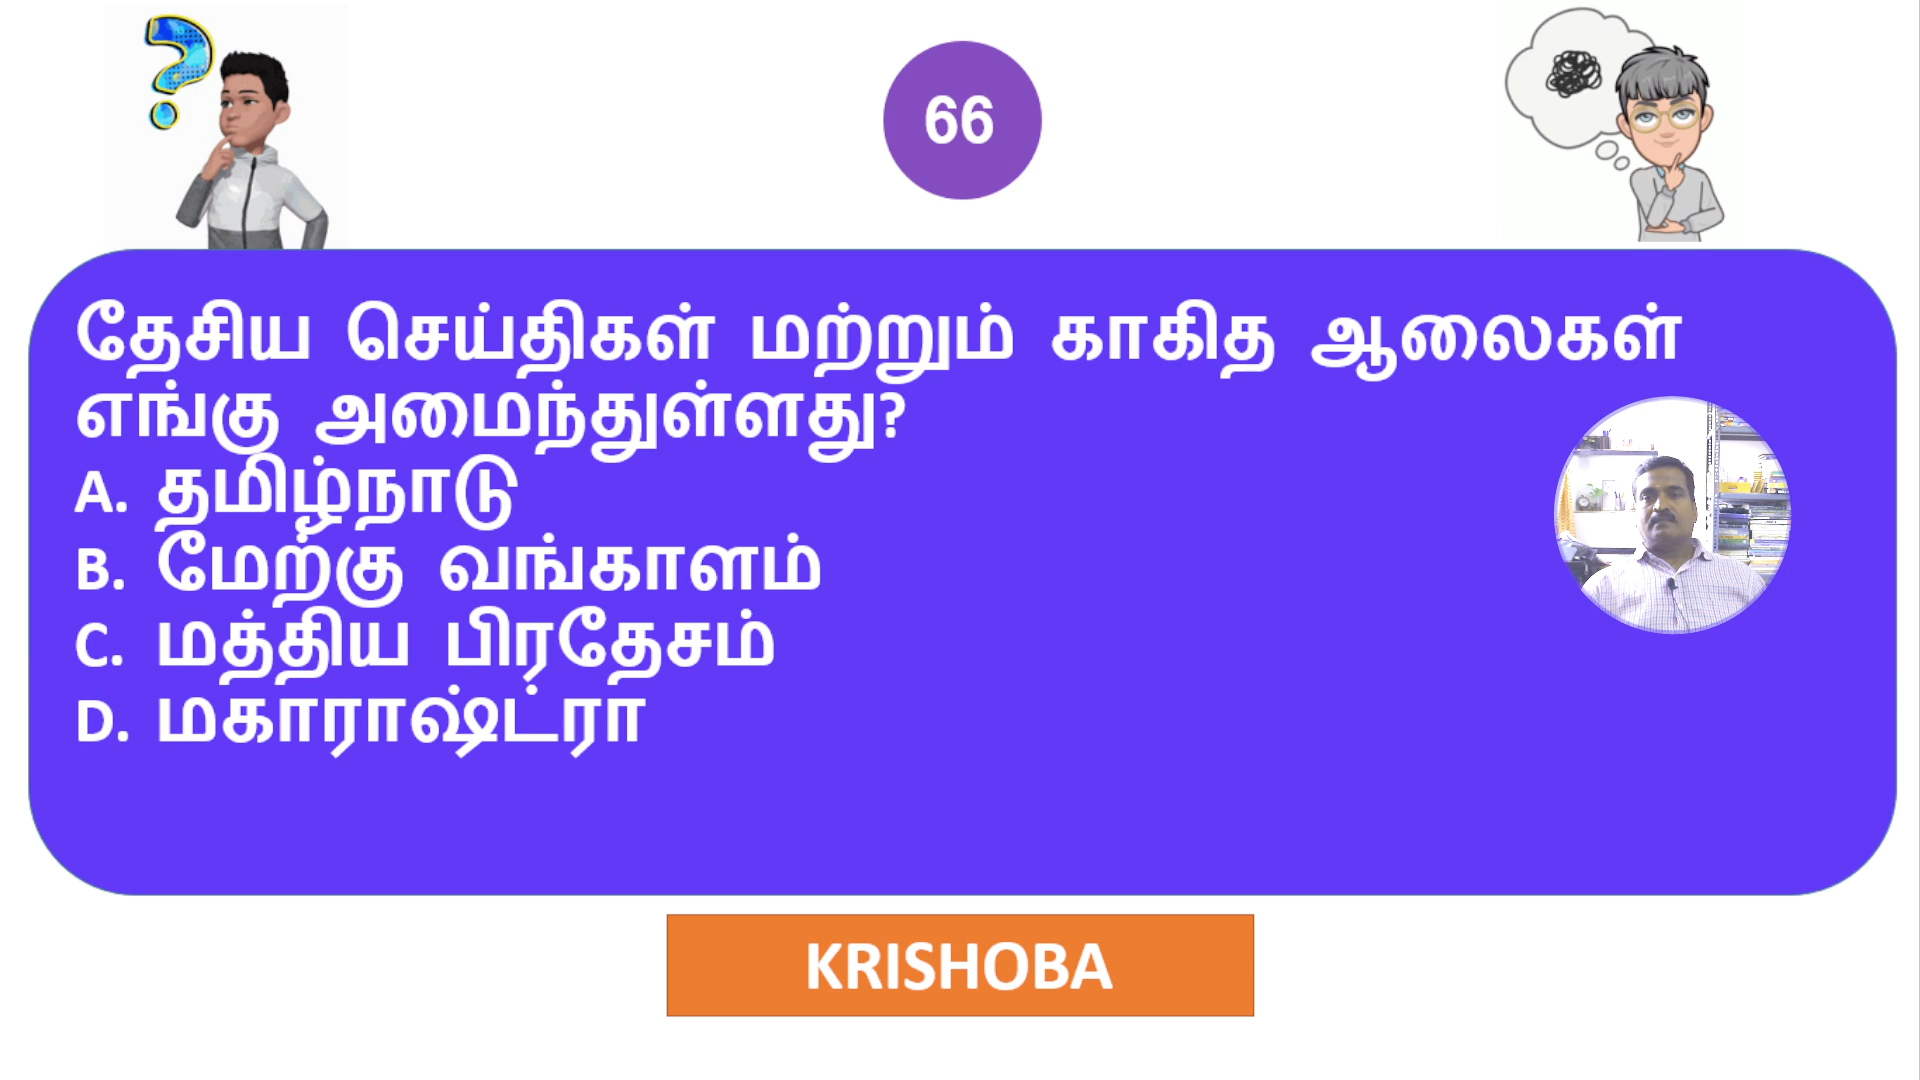 66
தேசிய செய்திகள் மற்றும் காகித ஆலைகள்
எங்கு அமைந்துள்ளது?
A. தமிழ்நாடு
B. மேற்கு வங்காளம்
C. மத்திய பிரதேசம்
D. மகாராஷ்ட்ரா
KRISHOBA